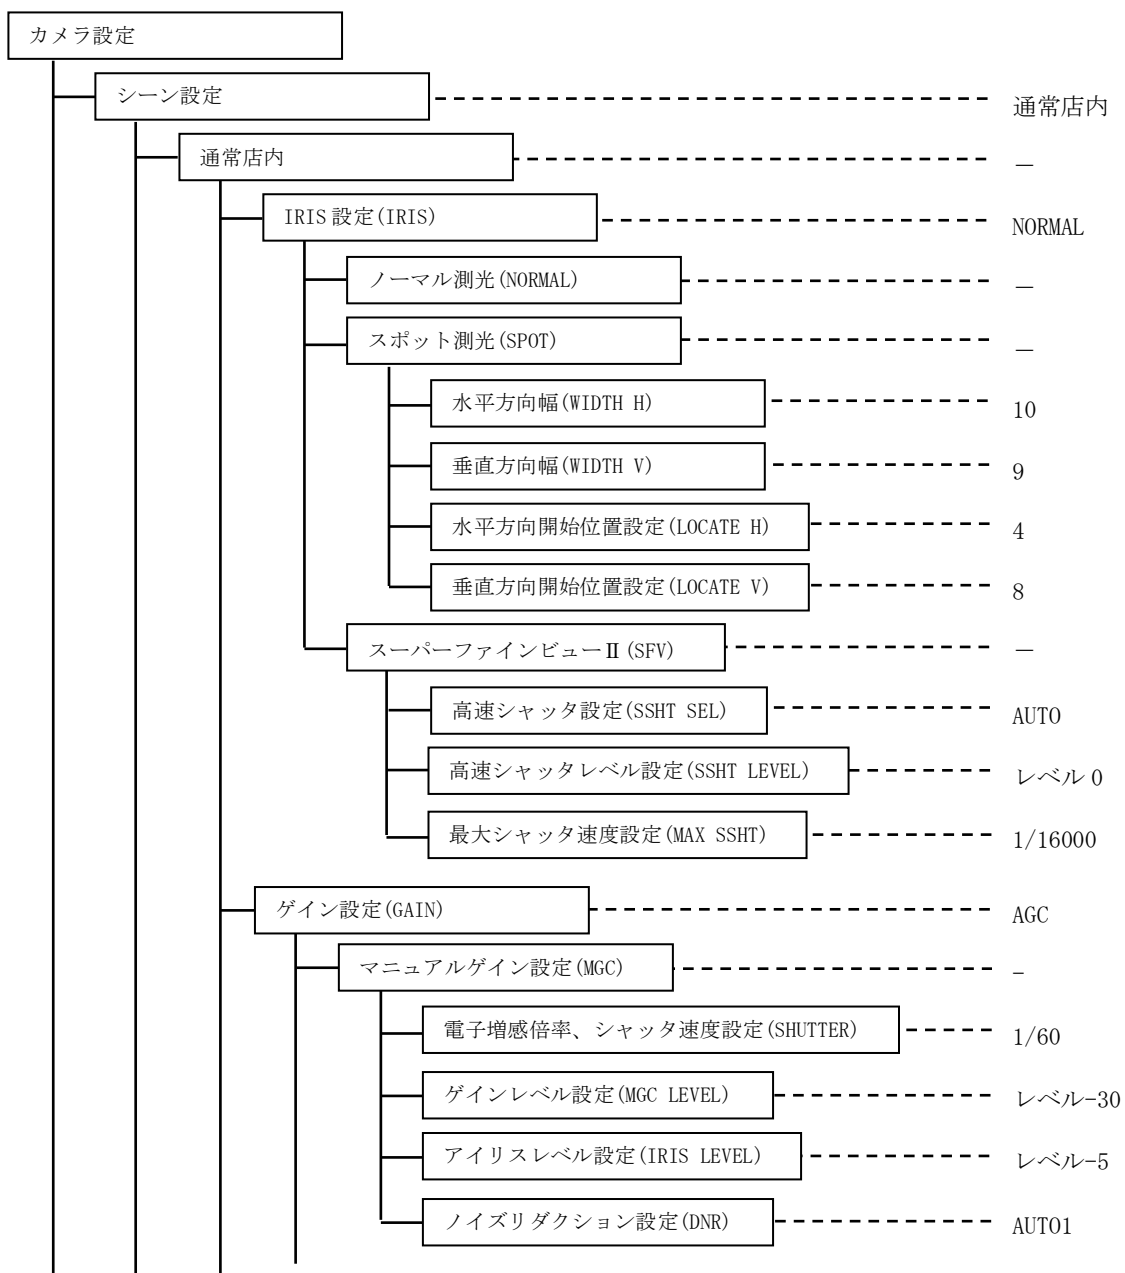 カメラ設定
シーン設定 通常店内
通常店内 －
IRIS 設定(IRIS) NORMAL
ノーマル測光(NORMAL) －
スポット測光(SPOT) －
水平方向幅(WIDTH H) 10
垂直方向幅(WIDTH V) 9
水平方向開始位置設定(LOCATE H) 4
垂直方向開始位置設定(LOCATE V) 8
スーパーファインビューⅡ(SFV) －
高速シャッタ設定(SSHT SEL) AUTO
高速シャッタレベル設定(SSHT LEVEL) レベル 0
最大シャッタ速度設定(MAX SSHT) 1/16000
ゲイン設定(GAIN) AGC
マニュアルゲイン設定(MGC) -
電子増感倍率、シャッタ速度設定(SHUTTER) 1/60
ゲインレベル設定(MGC LEVEL) レベル-30
アイリスレベル設定(IRIS LEVEL) レベル-5
ノイズリダクション設定(DNR) AUTO1